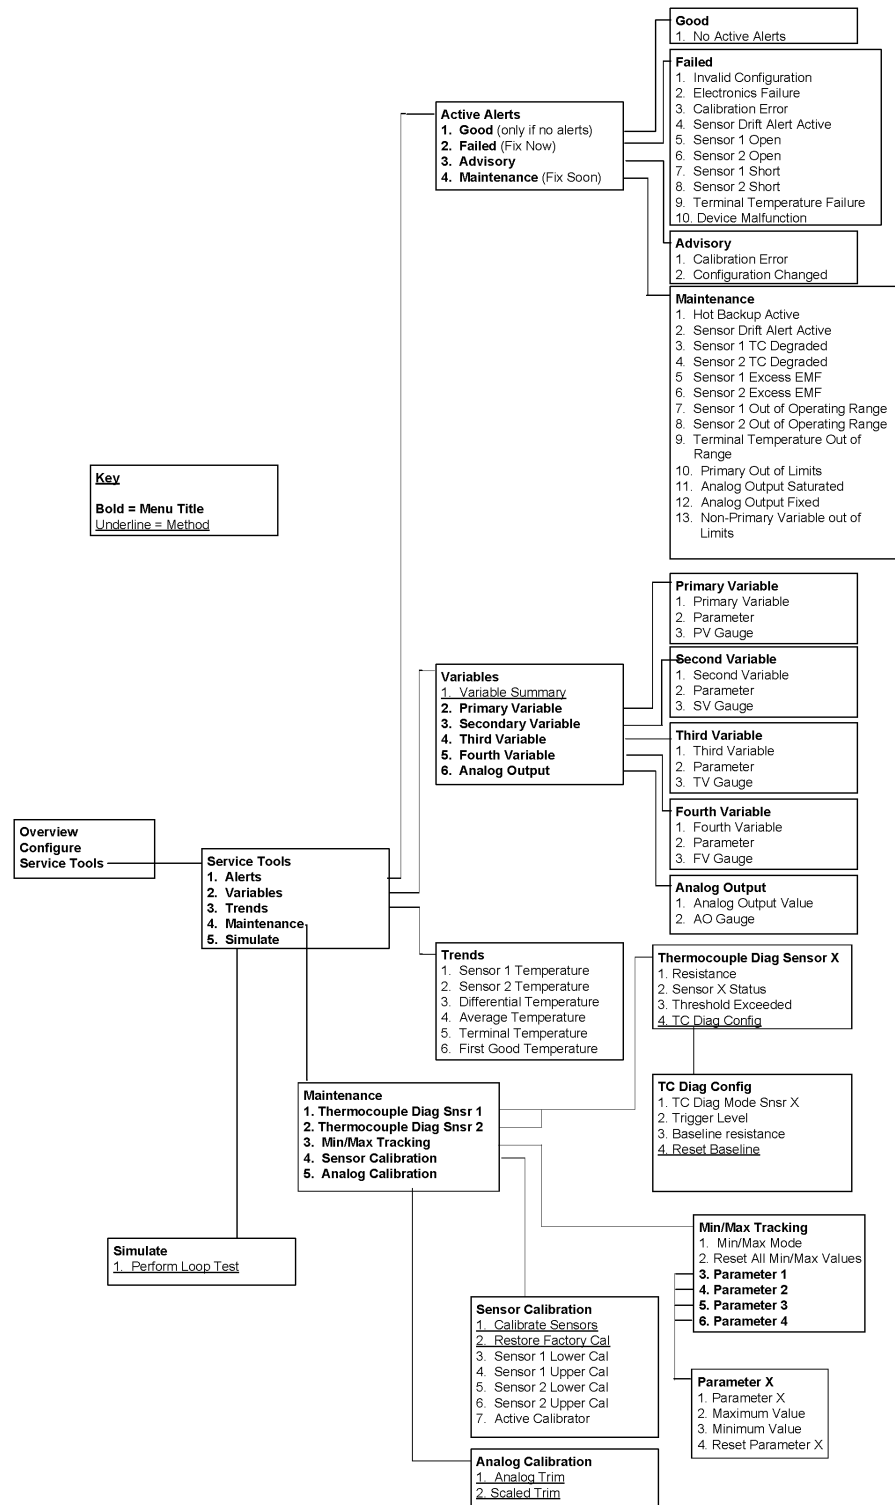 Good
1. No Active Alerts
Failed
1. Invalid Configuration
2. Electronics Failure
3. Calibration Error
4. Sensor Drift Alert Active
5. Sensor 1 Open
6. Sensor 2 Open
7. Sensor 1 Short
8. Sensor 2 Short
9. Terminal Temperature Failure
10. Device Malfunction
Active Alerts
1. Good (only if no alerts)
2. Failed (Fix Now)
3. Advisory
4. Maintenance (Fix Soon)
Advisory
1. Calibration Error
2. Configuration Changed
Maintenance
1. Hot Backup Active
2. Sensor Drift Alert Active
3. Sensor 1 TC Degraded
4. Sensor 2 TC Degraded
5 Sensor 1 Excess EMF
6. Sensor 2 Excess EMF
7. Sensor 1 Out of Operating Range
8. Sensor 2 Out of Operating Range
9. Terminal Temperature Out of
Range
10. Primary Out of Limits
11. Analog Output Saturated
12. Analog Output Fixed
13. Non-Primary Variable out of
Limits
Key
Bold = Menu Title
Underline = Method
Primary Variable
1. Primary Variable
2. Parameter
3. PV Gauge
Second Variable
1. Second Variable
2. Parameter
3. SV Gauge
Variables
1. Variable Summary
2. Primary Variable
3. Secondary Variable
4. Third Variable
5. Fourth Variable
6. Analog Output
Third Variable
1. Third Variable
2. Parameter
3. TV Gauge
Fourth Variable
1. Fourth Variable
2. Parameter
3. FV Gauge
Analog Output
1. Analog Output Value
2. AO Gauge
Overview
Configure
Service Tools
Service Tools
1. Alerts
2. Variables
3. Trends
4. Maintenance
5. Simulate
Trends
1. Sensor 1 Temperature
2. Sensor 2 Temperature
3. Differential Temperature
4. Average Temperature
5. Terminal Temperature
6. First Good Temperature
Thermocouple Diag Sensor X
1. Resistance
2. Sensor X Status
3. Threshold Exceeded
4. TC Diag Config
TC Diag Config
1. TC Diag Mode Snsr X
2. Trigger Level
3. Baseline resistance
4. Reset Baseline
Maintenance
1. Thermocouple Diag Snsr 1
2. Thermocouple Diag Snsr 2
3. Min/Max Tracking
4. Sensor Calibration
5. Analog Calibration
Simulate
1. Perform Loop Test
Min/Max Tracking
1. Min/Max Mode
2. Reset All Min/Max Values
3. Parameter 1
4. Parameter 2
5. Parameter 3
6. Parameter 4
Sensor Calibration
1. Calibrate Sensors
2. Restore Factory Cal
3. Sensor 1 Lower Cal
4. Sensor 1 Upper Cal
5. Sensor 2 Lower Cal
6. Sensor 2 Upper Cal
7. Active Calibrator
Parameter X
1. Parameter X
2. Maximum Value
3. Minimum Value
4. Reset Parameter X
Analog Calibration
1. Analog Trim
2. Scaled Trim